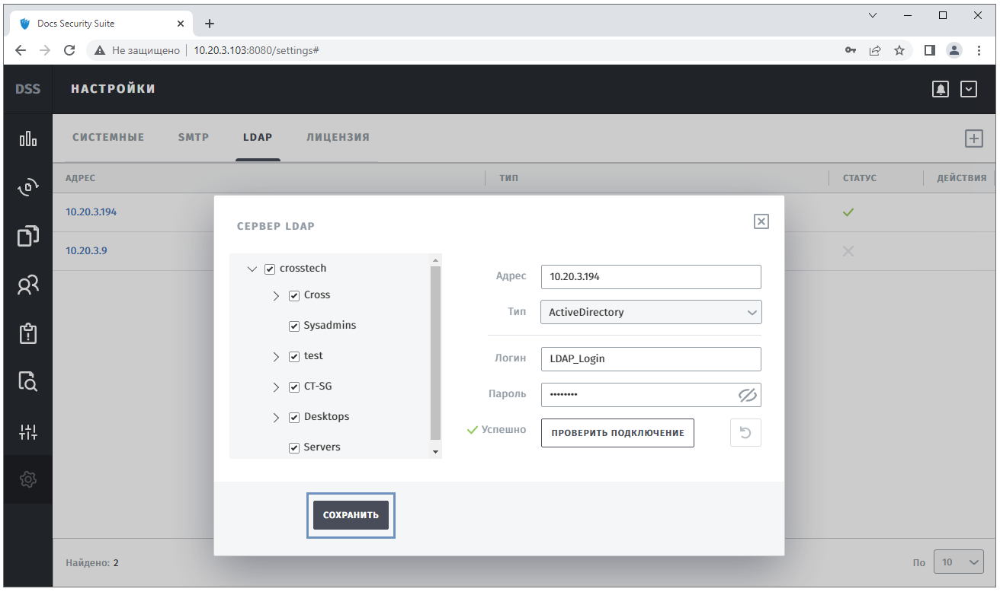 Docs Security Suite
Не защищено 10.20.3.103:8080/settings#
DSS НАСТРОЙКИ
СИСТЕМНЫЕ SMTP LDAP ЛИЦЕНЗИЯ
АДРЕС ТИП СТАТУС ДЕЙСТВИЯ
10.20.3.194
10.20.3.9
СЕРВЕР LDAP
crosstech
Cross
Sysadmins
test
CT-SG
Desktops
Servers
Адрес 10.20.3.194
Тип ActiveDirectory
Логин LDAP_Login
Пароль ••••••••
Успешно ПРОВЕРИТЬ ПОДКЛЮЧЕНИЕ
СОХРАНИТЬ
Найдено: 2 По 10